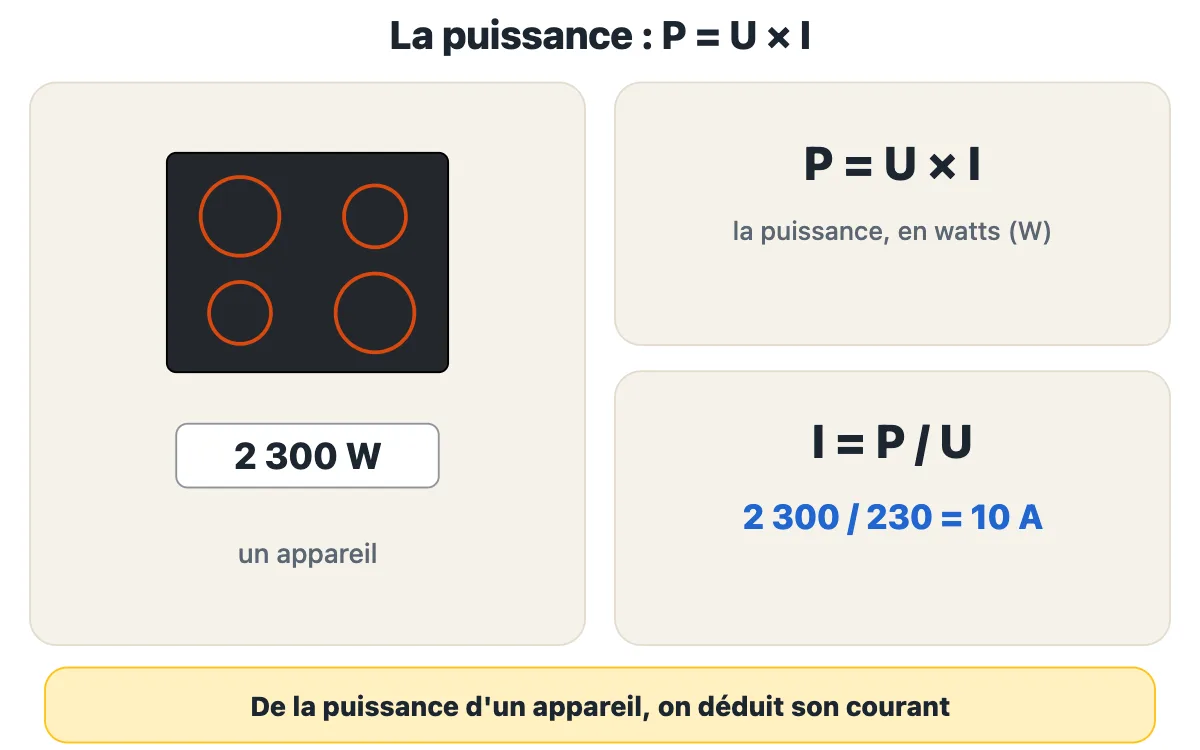 La puissance : P = U × I
2 300 W
un appareil
P = U × I
la puissance, en watts (W)
I = P / U
2 300 / 230 = 10 A
De la puissance d'un appareil, on déduit son courant